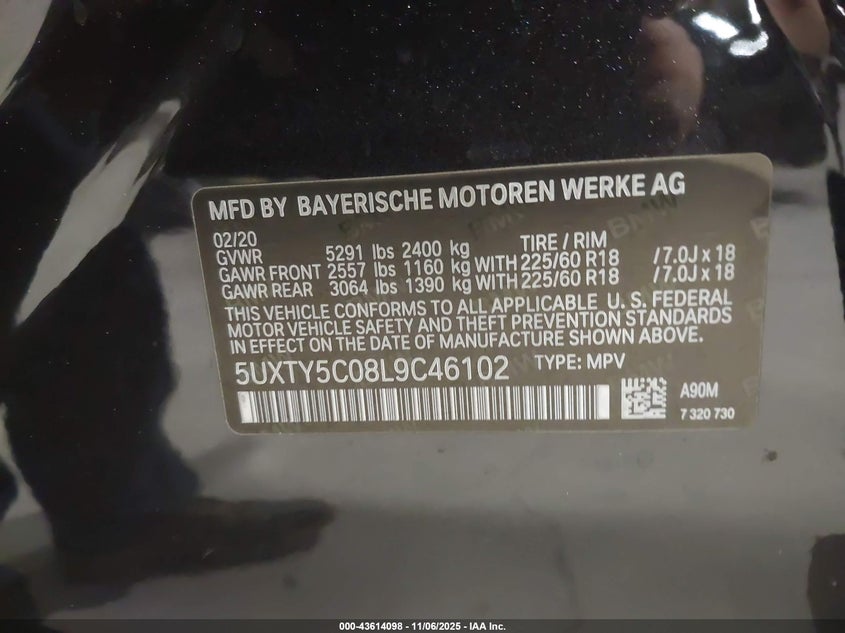 MFD BY BAYERISCHE MOTOREN WERKE AG
02/20 TIRE / RIM
GVWR 5291 lbs 2400 kg
GAWR FRONT 2557 lbs 1160 kg WITH 225/60 R18 /7.0J x 18
GAWR REAR 3064 lbs 1390 kg WITH 225/60 R18 /7.0J x 18
THIS VEHICLE CONFORMS TO ALL APPLICABLE U. S. FEDERAL
MOTOR VEHICLE SAFETY AND THEFT PREVENTION STANDARDS
IN EFFECT ON THE DATE OF MANUFACTURE SHOWN ABOVE.
5UXTY5C08L9C46102 TYPE: MPV
A90M
7 320 730
BMW
000-43614098 - 11/06/2025 - IAA Inc.